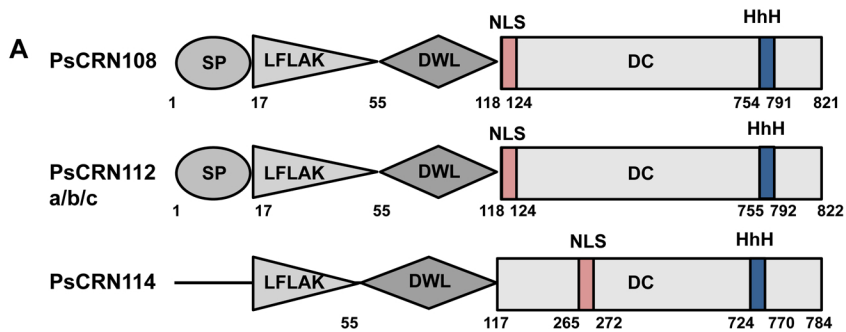 A
NLS HhH
PsCRN108 SP LFLAK DWL DC
1 17 55 118 124 754 791 821
NLS HhH
PsCRN112 SP LFLAK DWL DC
a/b/c
1 17 55 118 124 755 792 822
NLS HhH
PsCRN114 LFLAK DWL DC
55 117 265 272 724 770 784